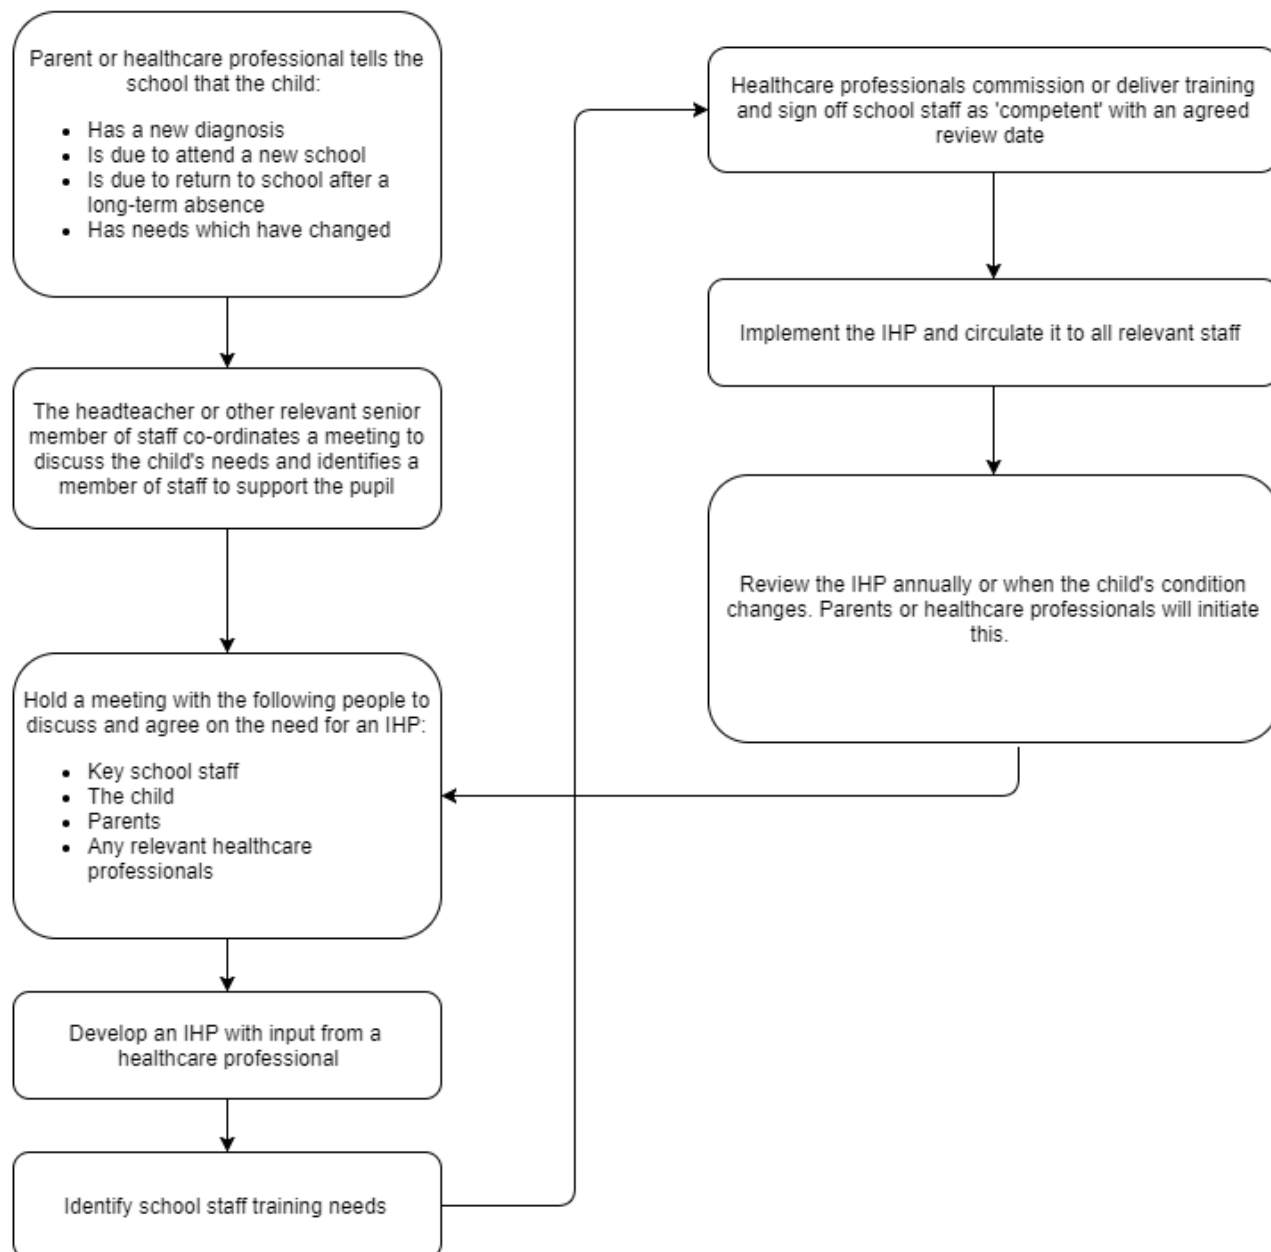 Parent or healthcare professional tells the
school that the child:
• Has a new diagnosis
• Is due to attend a new school
• Is due to return to school after a
long-term absence
• Has needs which have changed
The headteacher or other relevant senior
member of staff co-ordinates a meeting to
discuss the child's needs and identifies a
member of staff to support the pupil
Hold a meeting with the following people to
discuss and agree on the need for an IHP:
• Key school staff
• The child
• Parents
• Any relevant healthcare
professionals
Develop an IHP with input from a
healthcare professional
Identify school staff training needs
Healthcare professionals commission or deliver training
and sign off school staff as 'competent' with an agreed
review date
Implement the IHP and circulate it to all relevant staff
Review the IHP annually or when the child's condition
changes. Parents or healthcare professionals will initiate
this.